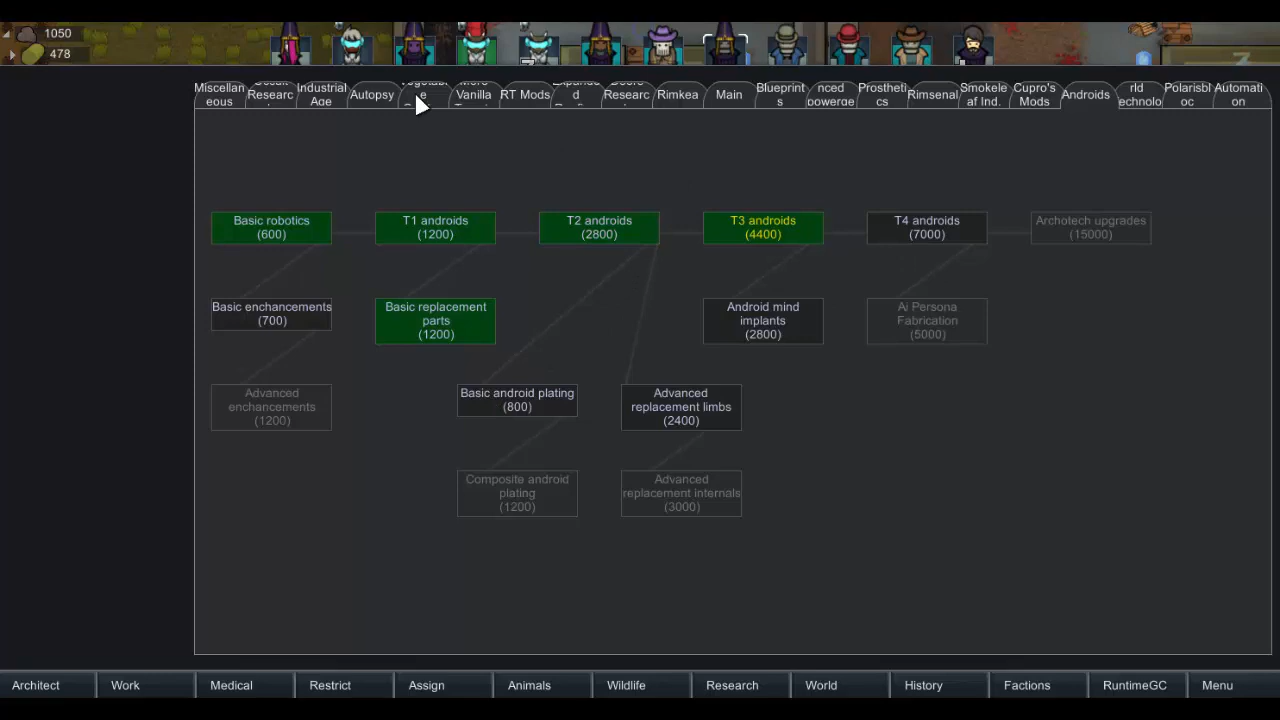 1050
478
Miscellan
eous
Researc
Industrial
Age
Autopsy
e
Vanilla
RT Mods
d
Researc
Rimkea
Main
Blueprint
s
nced
powerge
Prostheti
cs
Rimsenal
Smokele
af Ind.
Cupro's
Mods
Androids
rld
echnolo
Polarisbl
oc
Automati
on
Basic robotics
(600)
T1 androids
(1200)
T2 androids
(2800)
T3 androids
(4400)
T4 androids
(7000)
Archotech upgrades
(15000)
Basic enchancements
(700)
Basic replacement
parts
(1200)
Android mind
implants
(2800)
Ai Persona
Fabrication
(5000)
Advanced
enchancements
(1200)
Basic android plating
(800)
Advanced
replacement limbs
(2400)
Composite android
plating
(1200)
Advanced
replacement internals
(3000)
Architect
Work
Medical
Restrict
Assign
Animals
Wildlife
Research
World
History
Factions
RuntimeGC
Menu